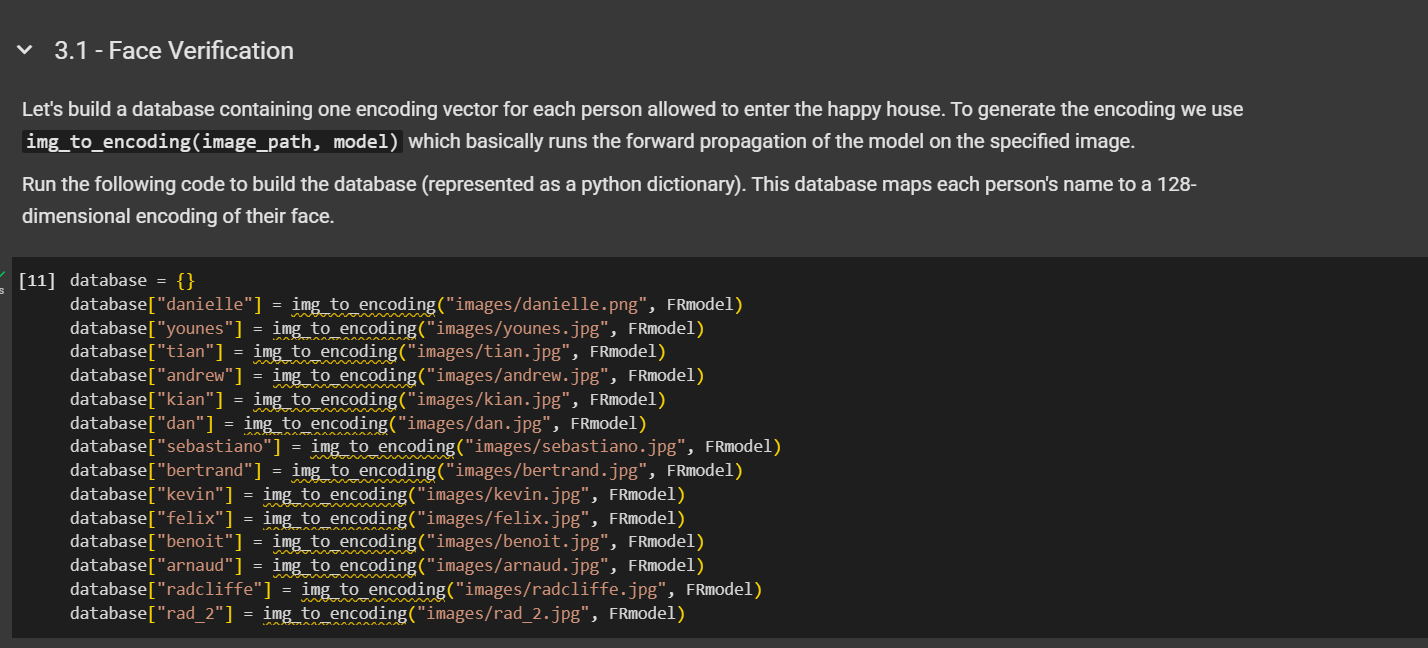 3.1 - Face Verification
Let's build a database containing one encoding vector for each person allowed to enter the happy house. To generate the encoding we use
img_to_encoding(image_path, model) which basically runs the forward propagation of the model on the specified image.
Run the following code to build the database (represented as a python dictionary). This database maps each person's name to a 128-
dimensional encoding of their face.
[11] database = {}
database["danielle"] = img_to_encoding("images/danielle.png", FRmodel)
database["younes"] = img_to_encoding("images/younes.jpg", FRmodel)
database["tian"] = img_to_encoding("images/tian.jpg", FRmodel)
database["andrew"] = img_to_encoding("images/andrew.jpg", FRmodel)
database["kian"] = img_to_encoding("images/kian.jpg", FRmodel)
database["dan"] = img_to_encoding("images/dan.jpg", FRmodel)
database["sebastiano"] = img_to_encoding("images/sebastiano.jpg", FRmodel)
database["bertrand"] = img_to_encoding("images/bertrand.jpg", FRmodel)
database["kevin"] = img_to_encoding("images/kevin.jpg", FRmodel)
database["felix"] = img_to_encoding("images/felix.jpg", FRmodel)
database["benoit"] = img_to_encoding("images/benoit.jpg", FRmodel)
database["arnaud"] = img_to_encoding("images/arnaud.jpg", FRmodel)
database["radcliffe"] = img_to_encoding("images/radcliffe.jpg", FRmodel)
database["rad_2"] = img_to_encoding("images/rad_2.jpg", FRmodel)